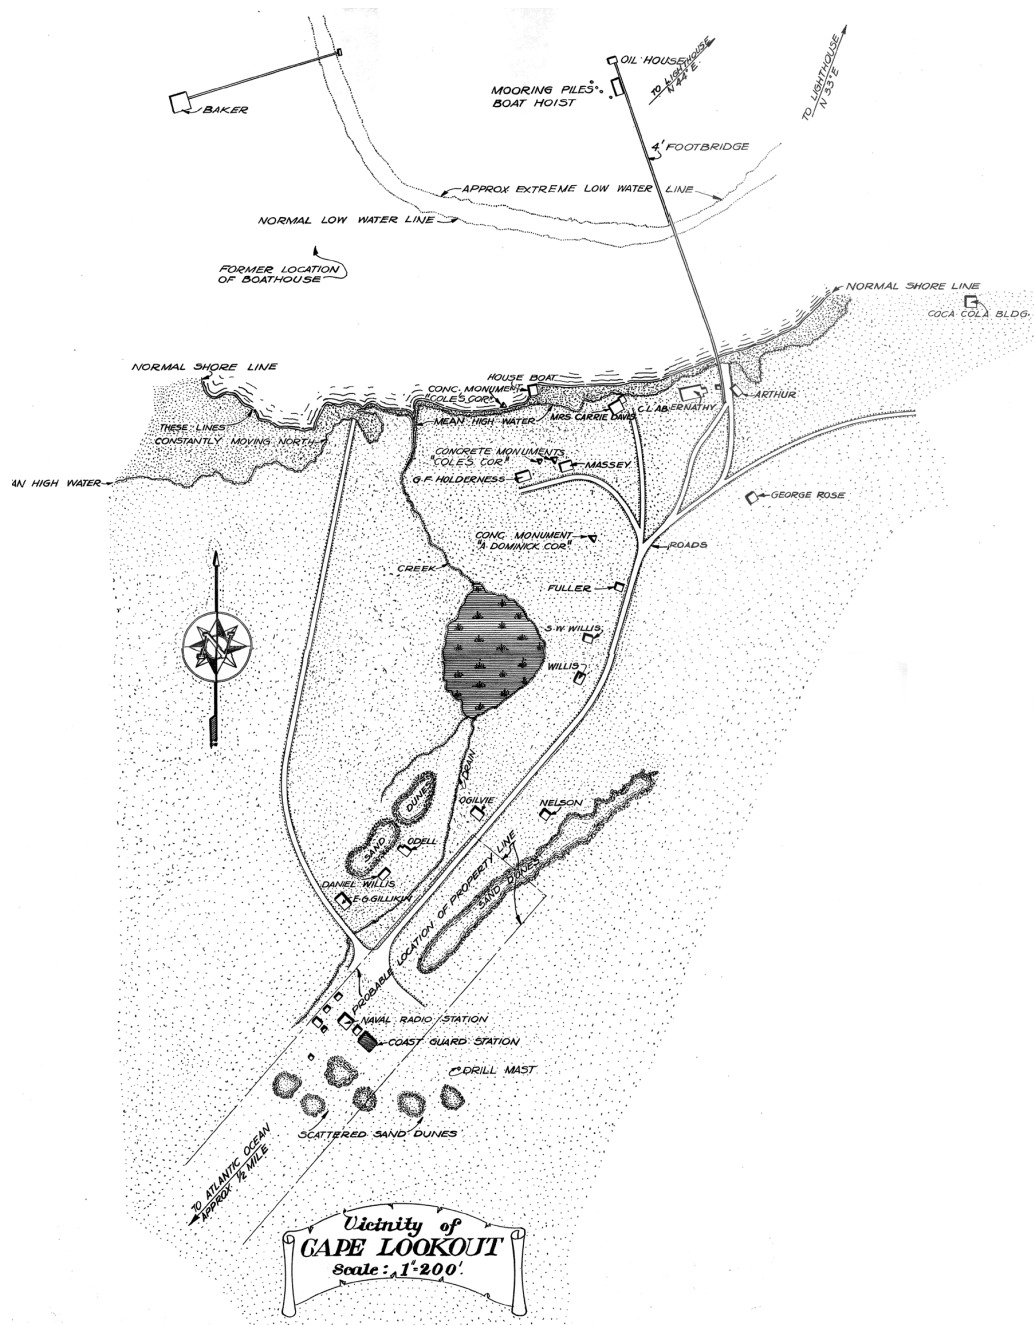 OIL HOUSE
TO LIGHTHOUSE
N 44° E.
TO LIGHTHOUSE
N 33° E
MOORING PILES
BOAT HOIST
BAKER
4' FOOTBRIDGE
APPROX EXTREME LOW WATER LINE
NORMAL LOW WATER LINE
FORMER LOCATION
OF BOATHOUSE
NORMAL SHORE LINE
COCA COLA BLDG.
NORMAL SHORE LINE
HOUSE BOAT
CONC. MONUMENT
"COLES COR."
ARTHUR
C.L. ABERNATHY
MRS CARRIE DAVIS
MEAN HIGH WATER
THESE LINES
CONSTANTLY MOVING NORTH
CONCRETE MONUMENTS
"COLES COR."
MASSEY
G.F. HOLDERNESS
AN HIGH WATER
GEORGE ROSE
CONC. MONUMENT
"A DOMINICK COR"
ROADS
CREEK
FULLER
S.W. WILLIS
WILLIS
N
DRAIN
SAND DUNES
OGILVIE
NELSON
ODELL
DANIEL WILLIS
E.G. GILLIKIN
SAND DUNES
PROBABLE LOCATION OF PROPERTY LINE
NAVAL RADIO STATION
COAST GUARD STATION
DRILL MAST
SCATTERED SAND DUNES
TO ATLANTIC OCEAN
APPROX. 1/2 MILE
Vicinity of
CAPE LOOKOUT
Scale: 1"=200'.